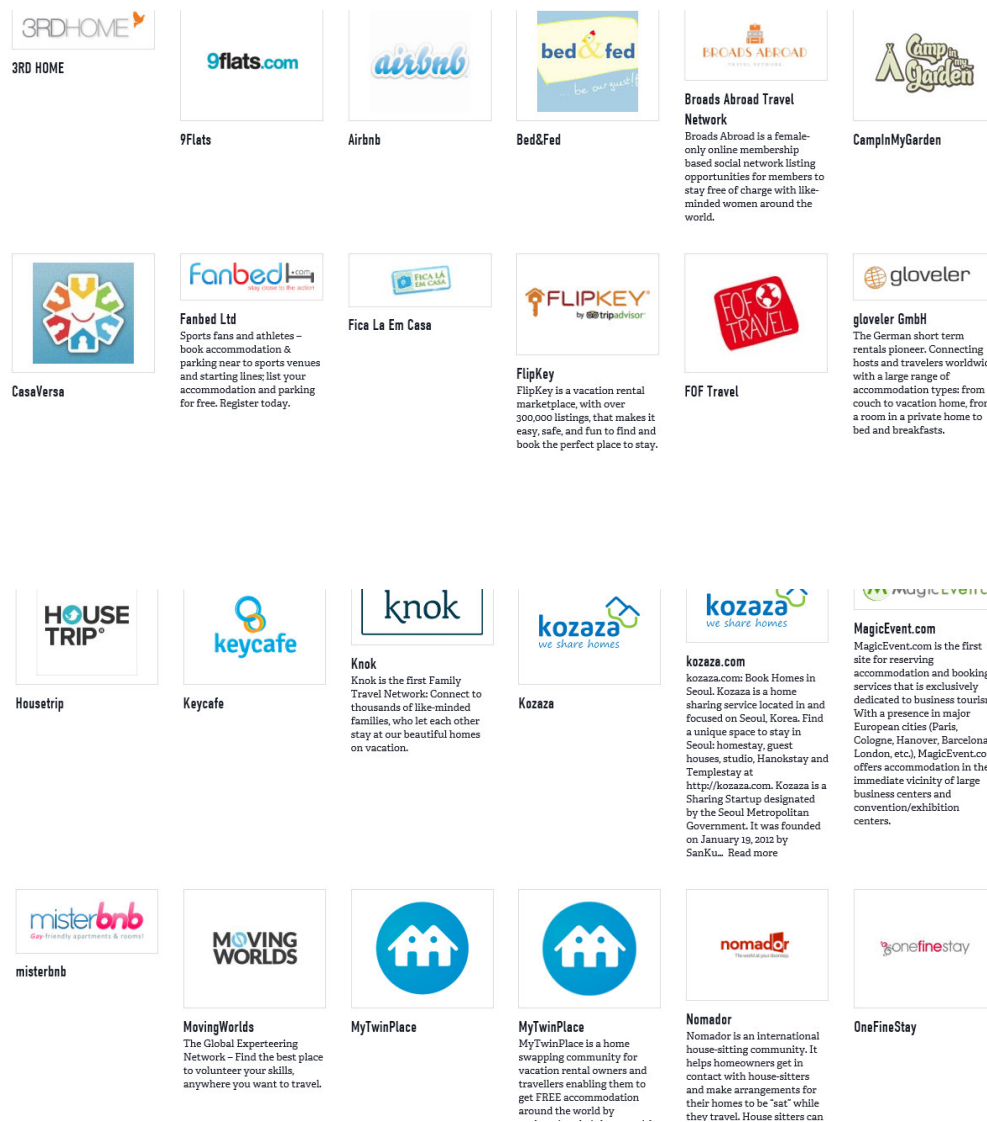 3RDHOME
3RD HOME
9flats.com
9Flats
airbnb
Airbnb
bed & fed
... be our guest!
Bed&Fed
BROADS ABROAD
TRAVEL NETWORK
Broads Abroad Travel
Network
Broads Abroad is a female-
only online membership
based social network listing
opportunities for members to
stay free of charge with like-
minded women around the
world.
Camp in my Garden
CampInMyGarden
CasaVersa
Fanbed.com
stay close to the action
Fanbed Ltd
Sports fans and athletes –
book accommodation &
parking near to sports venues
and starting lines; list your
accommodation and parking
for free. Register today.
FICA LÁ
EM CASA
Fica La Em Casa
FLIPKEY®
by tripadvisor®
FlipKey
FlipKey is a vacation rental
marketplace, with over
300,000 listings, that makes it
easy, safe, and fun to find and
book the perfect place to stay.
FOF
TRAVEL
FOF Travel
gloveler
gloveler GmbH
The German short term
rentals pioneer. Connecting
hosts and travelers
with a large range of
accommodation types: from
couch to vacation home,
a room in a private home to
bed and breakfasts.
HOUSE
TRIP®
Housetrip
keycafe
Keycafe
knok
Knok
Knok is the first Family
Travel Network: Connect to
thousands of like-minded
families, who let each other
stay at our beautiful homes
on vacation.
kozaza
we share homes
Kozaza
kozaza
we share homes
kozaza.com
kozaza.com: Book Homes in
Seoul. Kozaza is a home
sharing service located in and
focused on Seoul, Korea. Find
a unique space to stay in
Seoul: homestay, guest
houses, studio, Hanokstay and
Templestay at
http://kozaza.com. Kozaza is a
Sharing Startup designated
by the Seoul Metropolitan
Government. It was founded
on January 19, 2012 by
SanKu... Read more
MagicEvent.com
MagicEvent.com is the first
site for reserving
accommodation and booking
services that is exclusively
dedicated to business
With a presence in major
European cities (Paris,
Cologne, Hanover, Barcelona
London, etc.), MagicEvent.co
offers accommodation in the
immediate vicinity of large
business centers and
convention/exhibition
centers.
misterbnb
Gay-friendly apartments & rooms!
misterbnb
MOVING
WORLDS
MovingWorlds
The Global Experteering
Network – Find the best place
to volunteer your skills,
anywhere you want to travel.
MyTwinPlace
MyTwinPlace
MyTwinPlace is a home
swapping community for
vacation rental owners and
travellers enabling them to
get FREE accommodation
around the world by
nomador
The world at your doorstep.
Nomador
Nomador is an international
house-sitting community. It
helps homeowners get in
contact with house-sitters
and make arrangements for
their homes to be "sat" while
they travel. House sitters can
onefinestay
OneFineStay